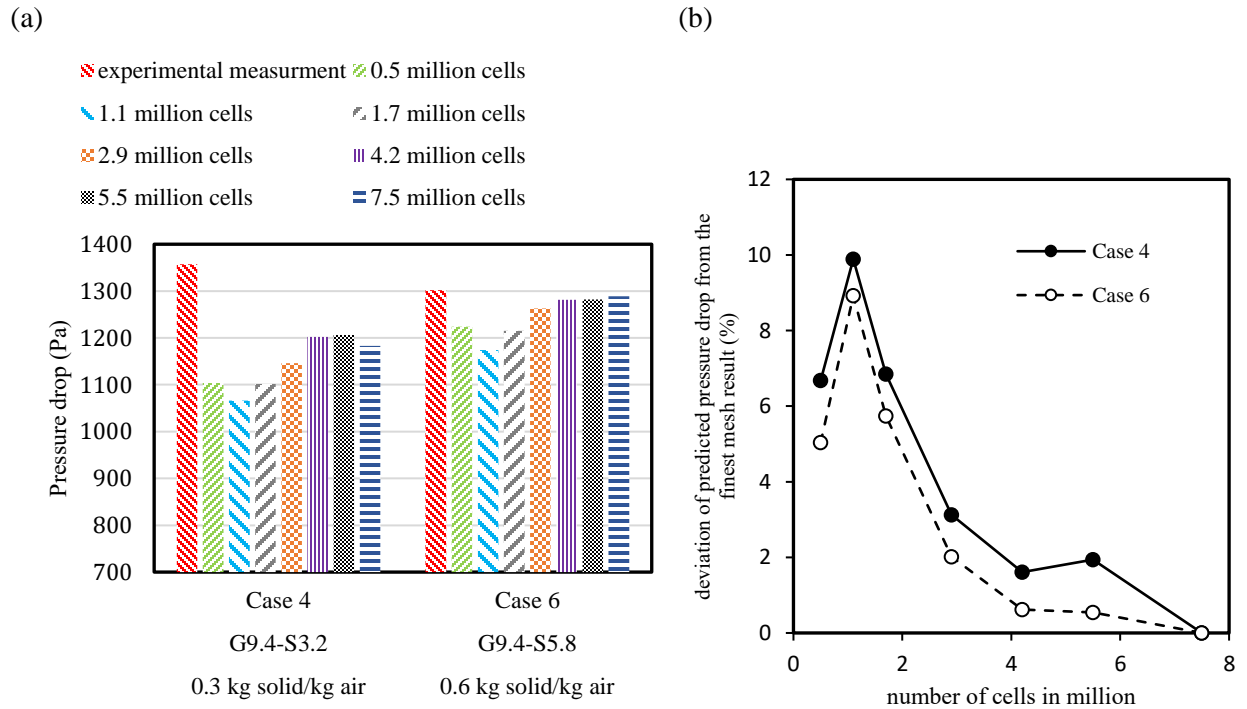 (a)
experimental measurment
0.5 million cells
1.1 million cells
1.7 million cells
2.9 million cells
4.2 million cells
5.5 million cells
7.5 million cells
Pressure drop (Pa)
1400
1300
1200
1100
1000
900
800
700
Case 4
Case 6
G9.4-S3.2
G9.4-S5.8
0.3 kg solid/kg air
0.6 kg solid/kg air
(b)
deviation of predicted pressure drop from the
finest mesh result (%)
12
10
8
6
4
2
0
Case 4
Case 6
0
2
4
6
8
number of cells in million